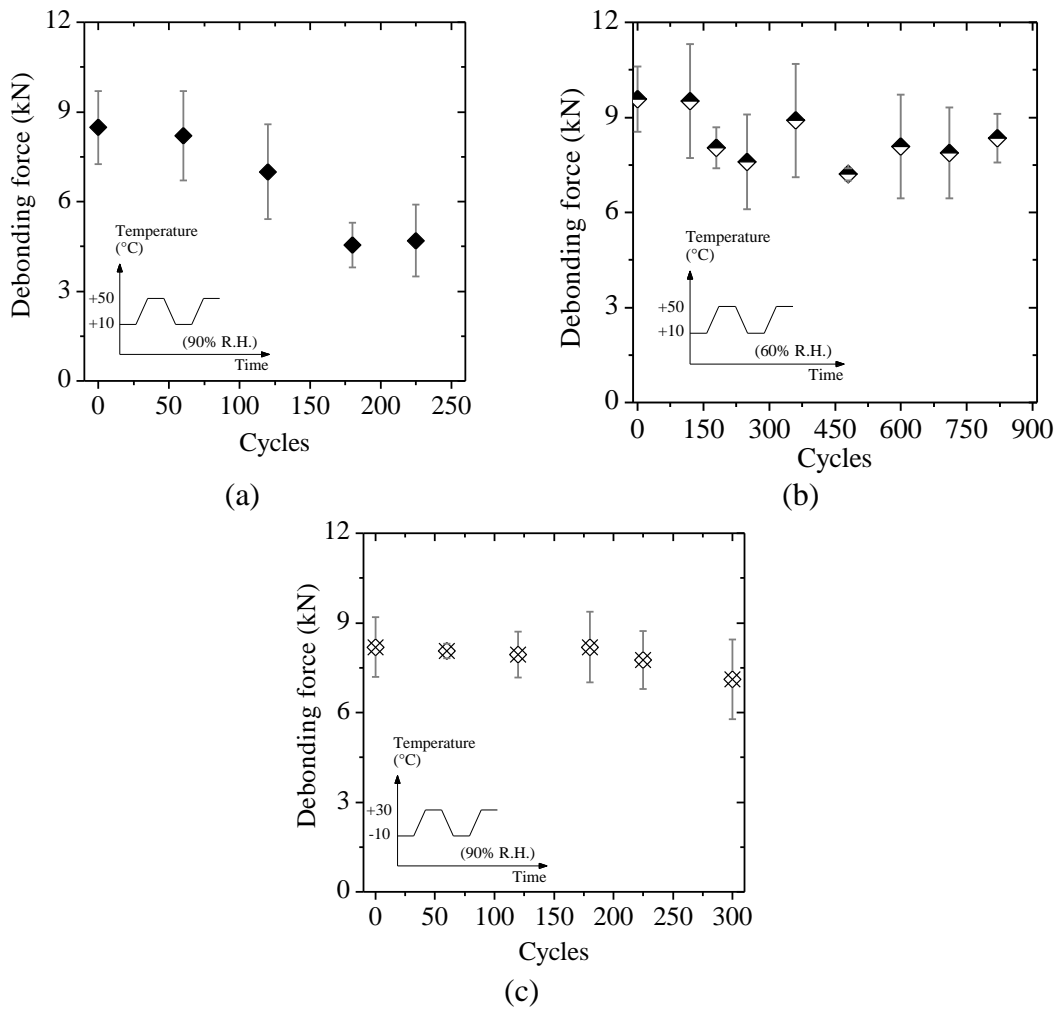 12
9
6
3
0
Debonding force (kN)
Temperature
(°C)
+50
+10
(90% R.H.)
Time
0 50 100 150 200 250
Cycles
(a)
12
9
6
3
0
Debonding force (kN)
Temperature
(°C)
+50
+10
(60% R.H.)
Time
0 150 300 450 600 750 900
Cycles
(b)
12
9
6
3
0
Debonding force (kN)
Temperature
(°C)
+30
-10
(90% R.H.)
Time
0 50 100 150 200 250 300
Cycles
(c)